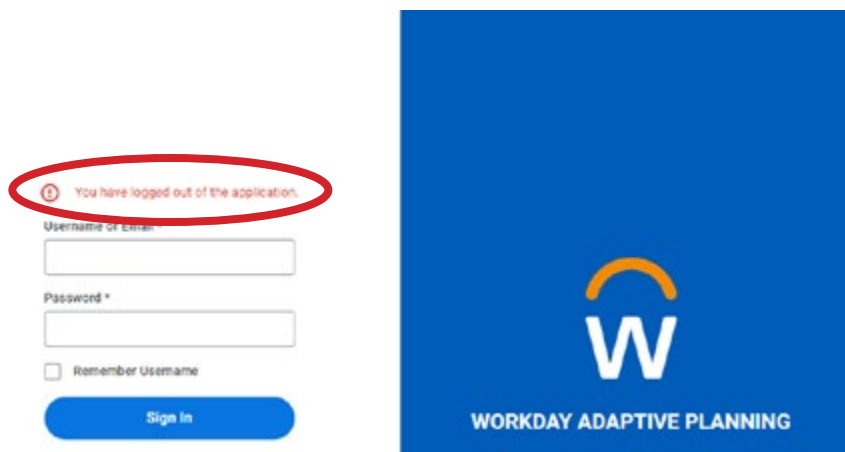 You have logged out of the application.
Username or Email *
Password *
Remember Username
Sign In
W
WORKDAY ADAPTIVE PLANNING